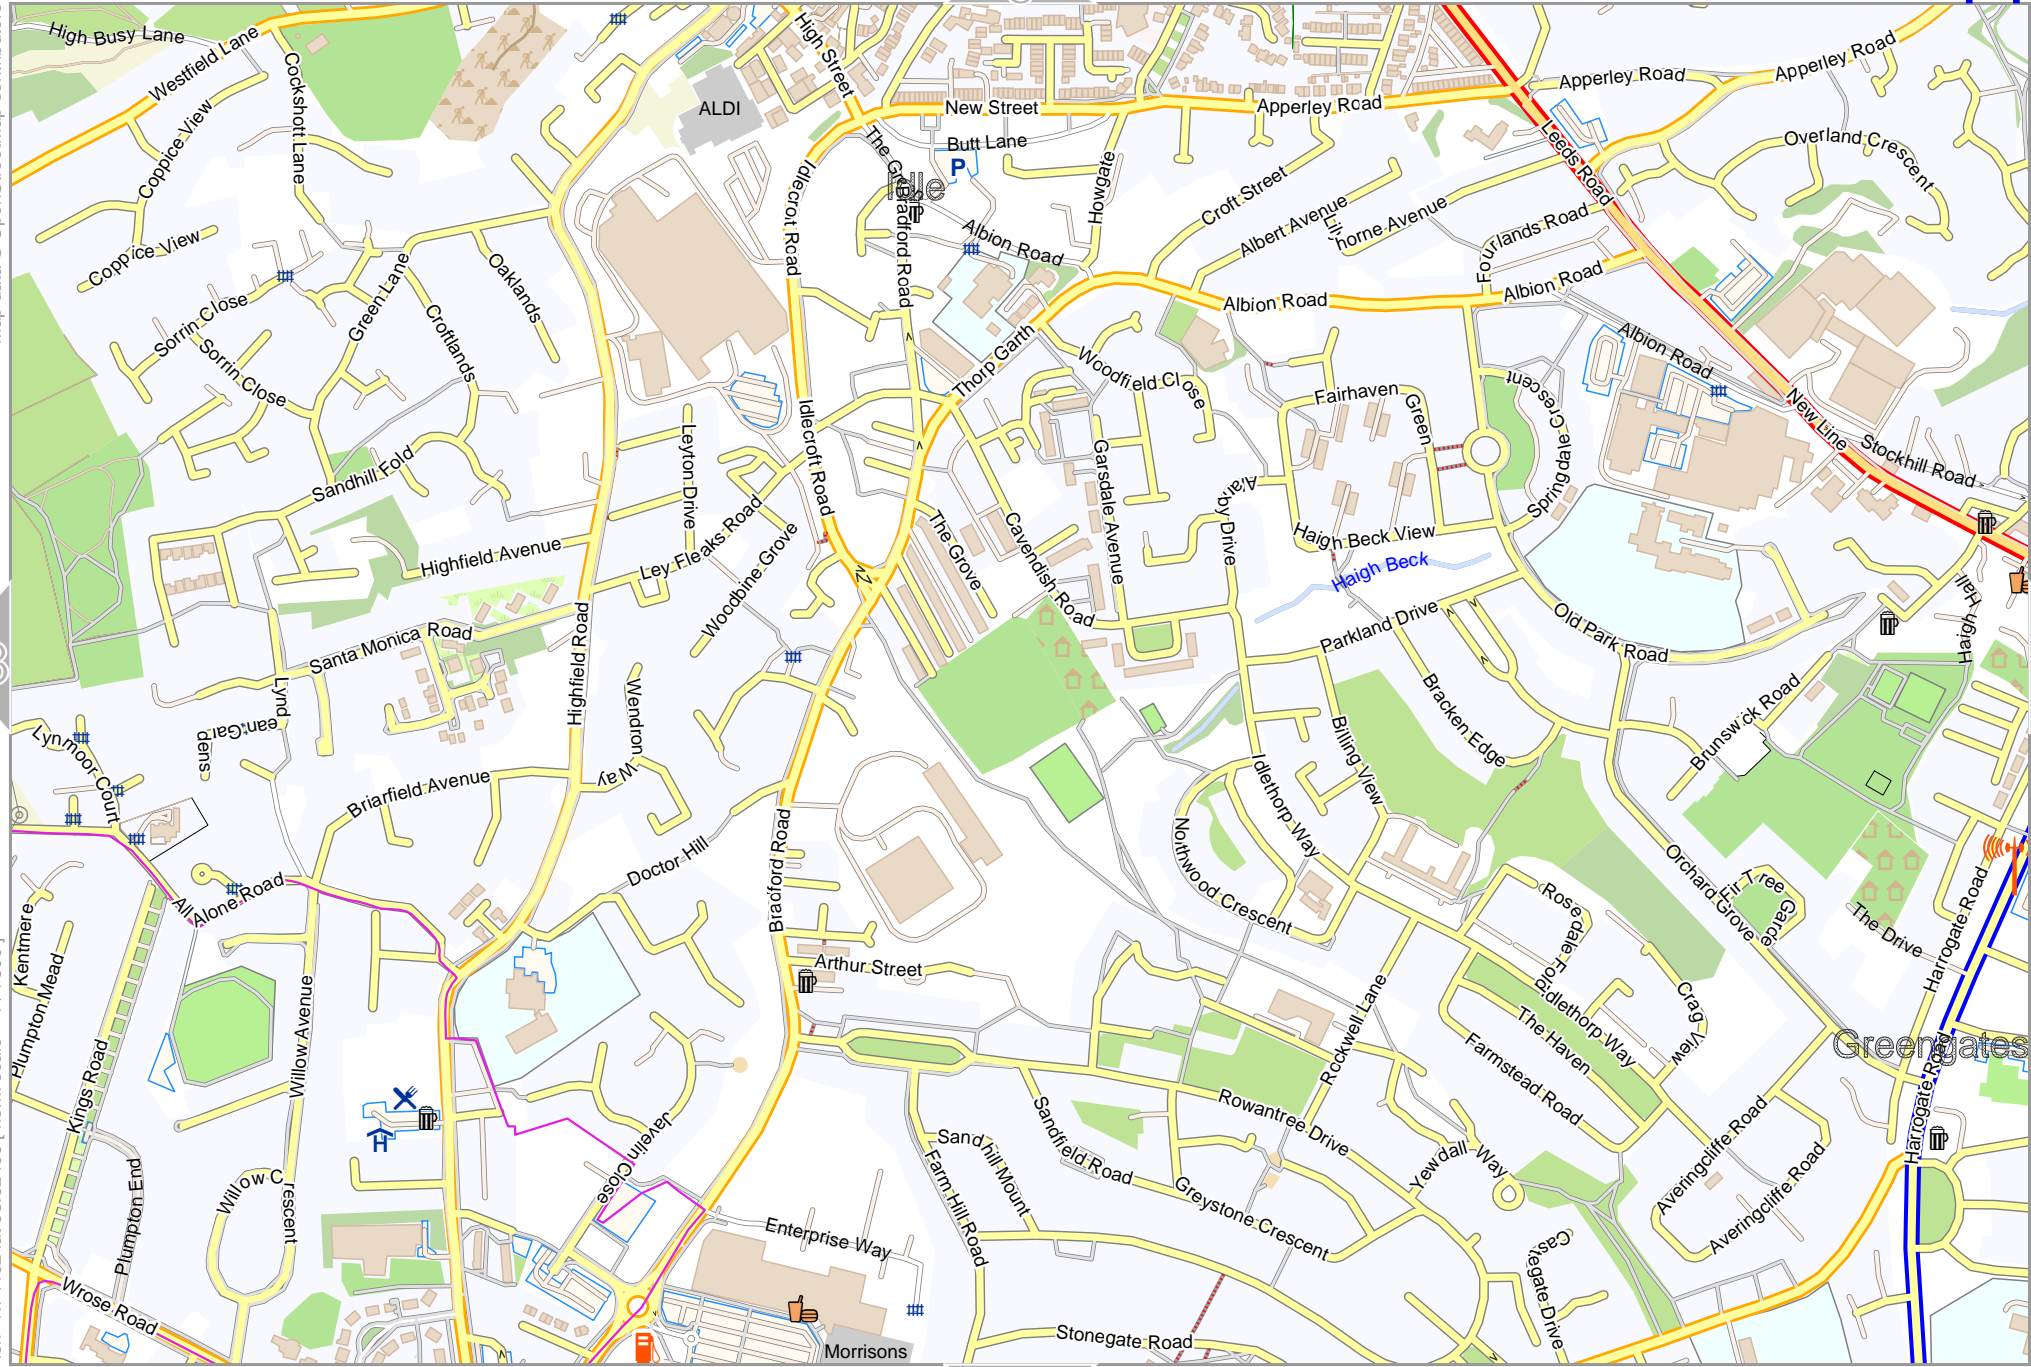 High Busy Lane
Westfield Lane
Cockshott Lane
Coppice View
High Street
ALDI
New Street
Butt Lane
P
Idle
Apperley Road
Apperley Road
Apperley Road
Leeds Road
Overland Crescent
Howgate
Croft Street
Albert Avenue
Fourlands Road
Coppice View
Green Lane
Oaklands
Idlecroft Road
Bradford Road
Albion Road
Albion Road
Albion Road
Albion Road
Sorrin Close
Sorrin Close
Croftlands
Thorp Garth
Woodfield Close
Fairhaven
Green
Springdale Crescent
New Line
Stockhill Road
Sandhill Fold
Leyton Drive
Idlecroft Road
Garsdale Avenue
Highfield Avenue
Ley Fleaks Road
Woodbine Grove
The Grove
Cavendish Road
Haigh Beck View
Haigh Beck
Parkland Drive
Old Park Road
Haigh Hall
Santa Monica Road
Highfield Road
Lynmoor Court
Wendron Way
Bracken Edge
Billing View
Brunswick Road
Briarfield Avenue
Idlethorp Way
Doctor Hill
Bradford Road
Northwood Crescent
Orchard Grove
Fir Tree Garde
The Drive
Harrogate Road
All Alone Road
Kentmere
Plumpton Mead
Arthur Street
Rosedale Fold
Crag View
Idlethorp Way
The Haven
Farmstead Road
Rockwell Lane
Greengates
Willow Avenue
Kings Road
Rowantree Drive
Harrogate Road
H
Javelin Close
Sandhill Mount
Sandfield Road
Farm Hill Road
Greystone Crescent
Yewdall Way
Averingcliffe Road
Averingcliffe Road
Plumpton End
Willow Crescent
Enterprise Way
Castlegate Drive
Wrose Road
Stonegate Road
Morrisons